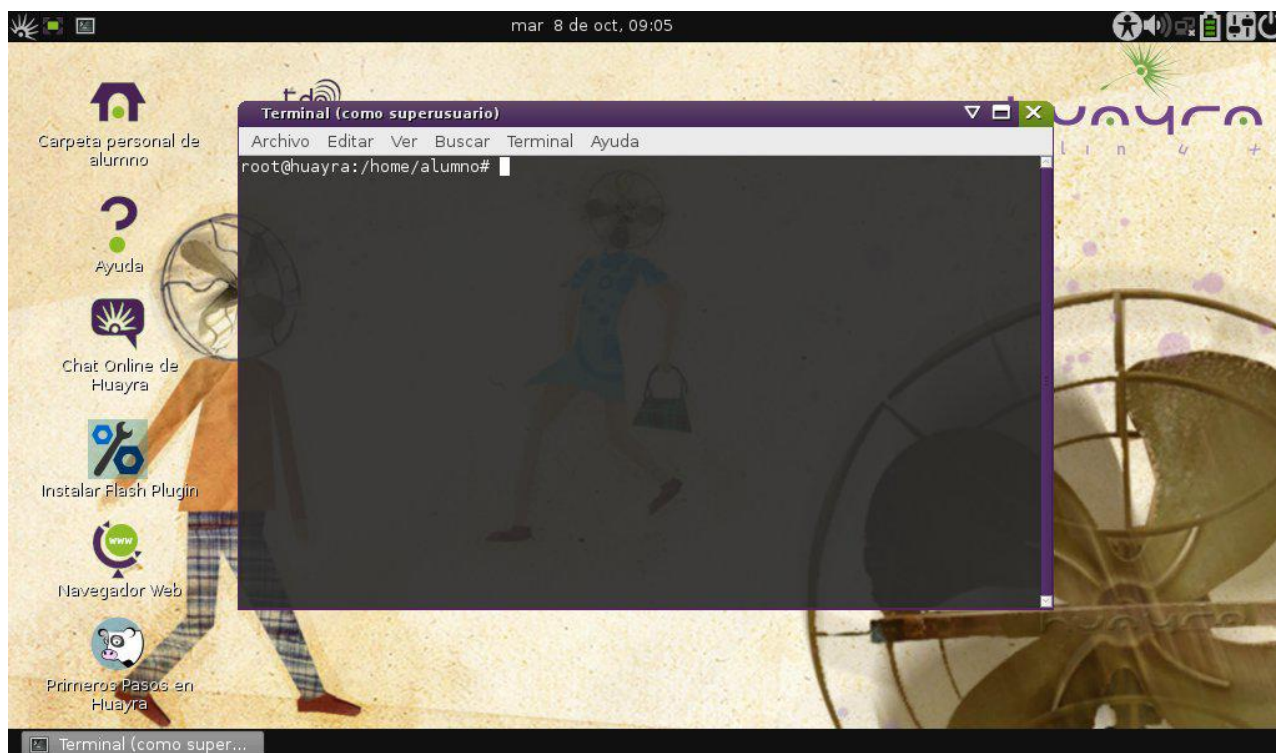 mar 8 de oct, 09:05
Carpeta personal de
alumno
Ayuda
Chat Online de
Huayra
Instalar Flash Plugin
www
Navegador Web
Primeros Pasos en
Huayra
Terminal (como superusuario)
Archivo Editar Ver Buscar Terminal Ayuda
root@huayra:/home/alumno#
huayra
Terminal (como super...